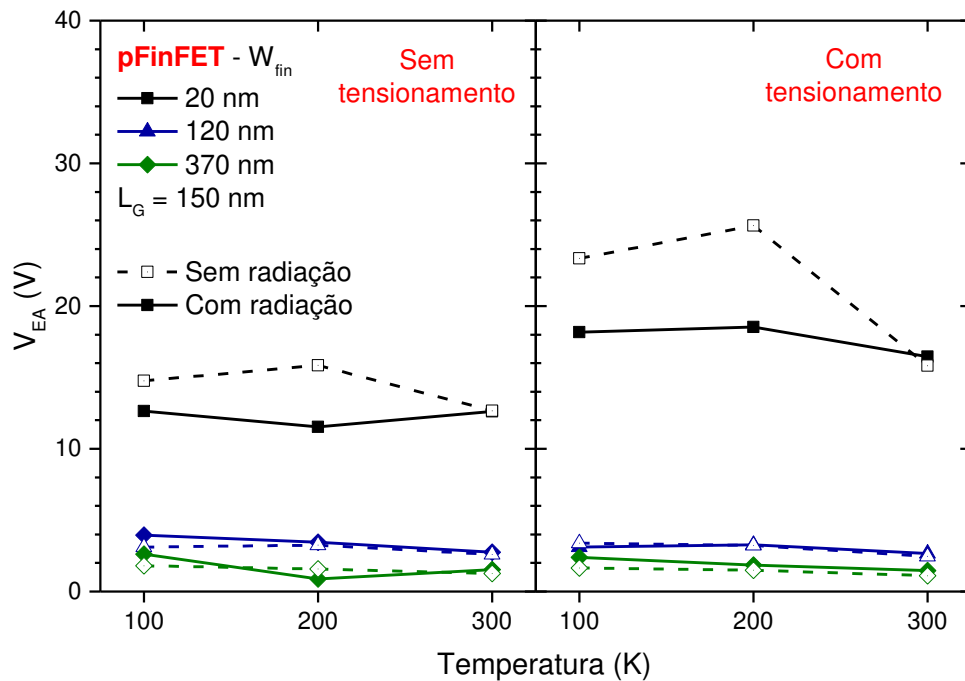 40
30
20
10
0
V_EA (V)
pFinFET - W_fin
20 nm
120 nm
370 nm
L_G = 150 nm
Sem radiação
Com radiação
Sem
tensionamento
Com
tensionamento
100 200 300 100 200 300
Temperatura (K)